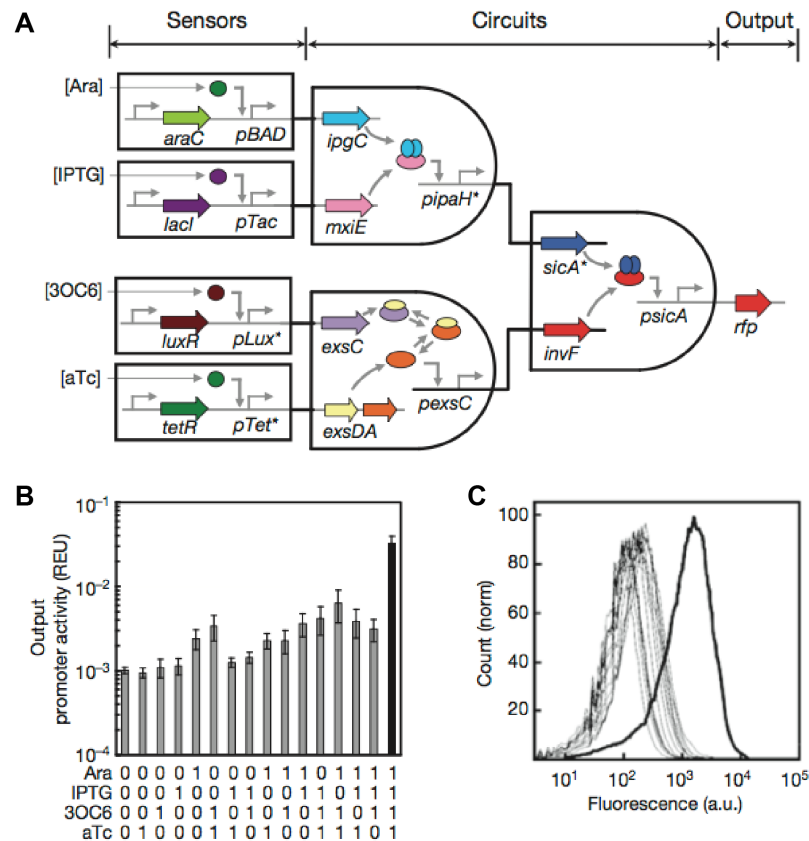 A
Sensors
Circuits
Output
[Ara]
araC
pBAD
ipgC
[IPTG]
lacI
pTac
mxiE
pipaH*
sicA*
[3OC6]
luxR
pLux*
exsC
psicA
rfp
invF
[aTc]
tetR
pTet*
exsDA
pexsC
B
Output
promoter activity (REU)
10⁻¹
10⁻²
10⁻³
10⁻⁴
Ara 0 0 0 0 1 0 0 0 1 1 1 0 1 1 1 1
IPTG 0 0 0 1 0 0 1 1 0 0 1 1 0 1 1 1
3OC6 0 0 1 0 0 1 0 1 0 1 0 1 1 0 1 1
aTc 0 1 0 0 0 1 1 0 1 0 0 1 1 1 0 1
C
Count (norm)
100
80
60
40
20
10¹ 10² 10³ 10⁴ 10⁵
Fluorescence (a.u.)